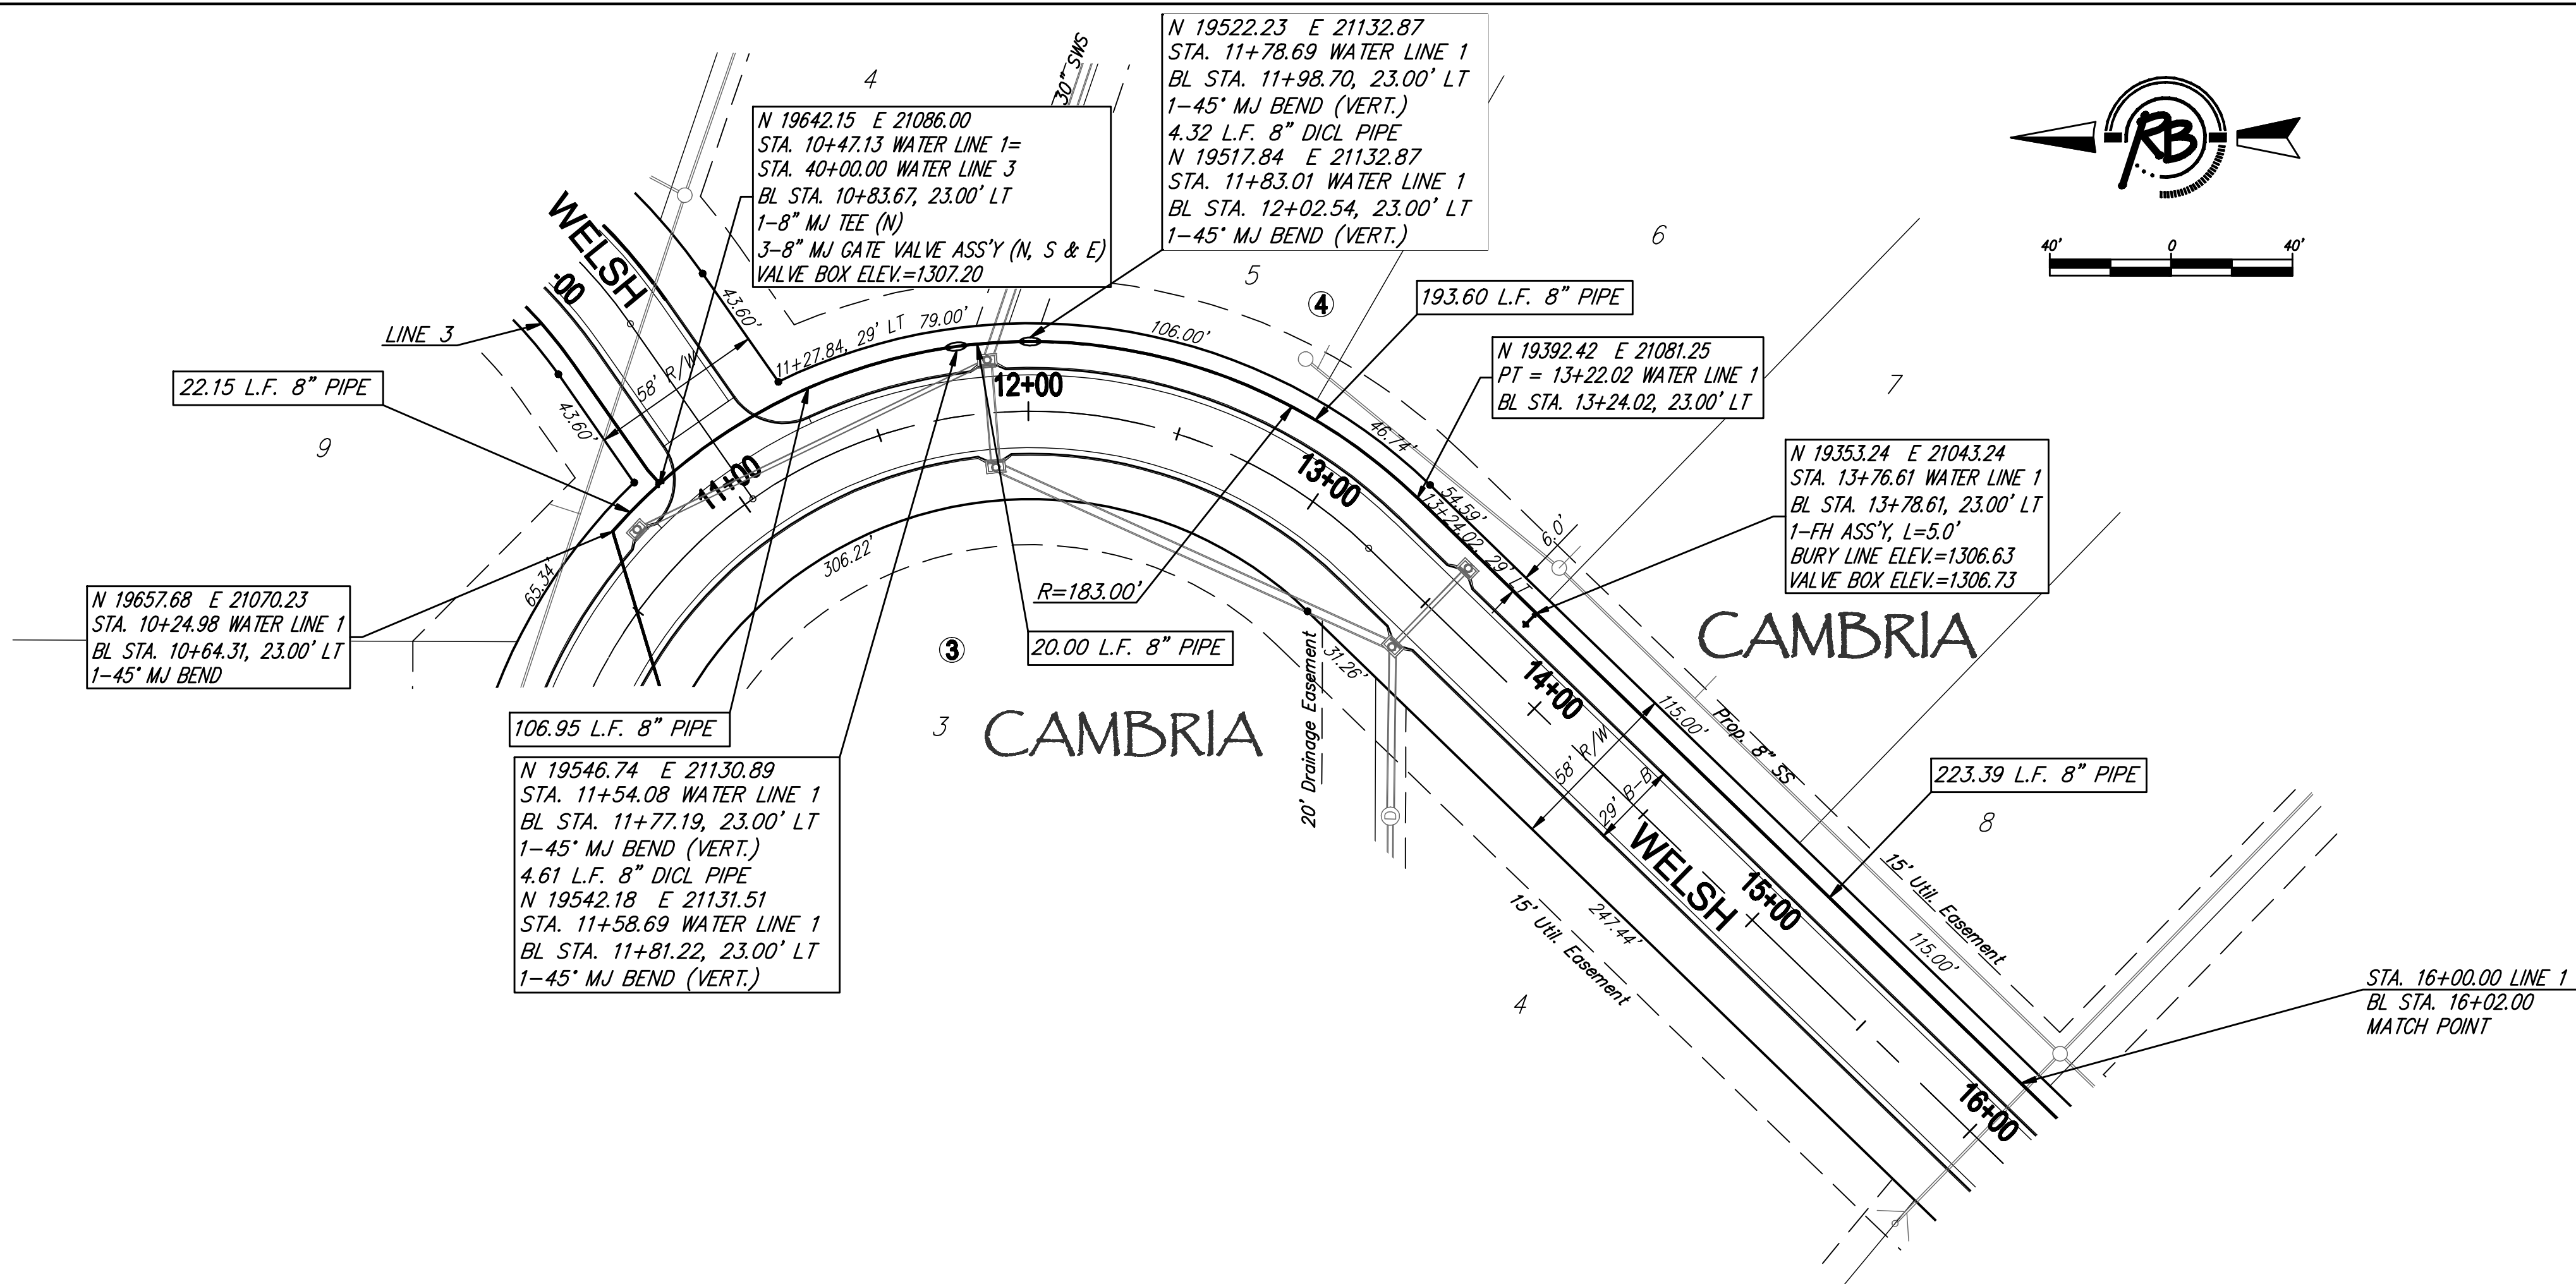 N 19522.23 E 21132.87
STA. 11+78.69 WATER LINE 1
BL STA. 11+98.70, 23.00' LT
1-45° MJ BEND (VERT.)
4.32 L.F. 8" DICL PIPE
N 19517.84 E 21132.87
STA. 11+83.01 WATER LINE 1
BL STA. 12+02.54, 23.00' LT
1-45° MJ BEND (VERT.)
30" SWS
4
N 19642.15 E 21086.00
STA. 10+47.13 WATER LINE 1=
STA. 40+00.00 WATER LINE 3
BL STA. 10+83.67, 23.00' LT
1-8" MJ TEE (N)
3-8" MJ GATE VALVE ASS'Y (N, S & E)
VALVE BOX ELEV.=1307.20
RB
40' 0 40'
6
5
4
WELSH
-00
LINE 3
43.60'
58' R/W
43.60'
11+27.84, 29' LT 79.00'
106.00'
193.60 L.F. 8" PIPE
N 19392.42 E 21081.25
PT = 13+22.02 WATER LINE 1
BL STA. 13+24.02, 23.00' LT
7
22.15 L.F. 8" PIPE
9
12+00
11+00
13+00
46.74'
54.59'
13+24.02, 29' LT
6.0'
N 19353.24 E 21043.24
STA. 13+76.61 WATER LINE 1
BL STA. 13+78.61, 23.00' LT
1-FH ASS'Y, L=5.0'
BURY LINE ELEV.=1306.63
VALVE BOX ELEV.=1306.73
306.22'
65.34'
R=183.00'
N 19657.68 E 21070.23
STA. 10+24.98 WATER LINE 1
BL STA. 10+64.31, 23.00' LT
1-45° MJ BEND
3
20.00 L.F. 8" PIPE
CAMBRIA
20' Drainage Easement
31.26'
14+00
106.95 L.F. 8" PIPE
3
CAMBRIA
115.00'
Prop. 8" SS
58' R/W
29' B-B
223.39 L.F. 8" PIPE
N 19546.74 E 21130.89
STA. 11+54.08 WATER LINE 1
BL STA. 11+77.19, 23.00' LT
1-45° MJ BEND (VERT.)
4.61 L.F. 8" DICL PIPE
N 19542.18 E 21131.51
STA. 11+58.69 WATER LINE 1
BL STA. 11+81.22, 23.00' LT
1-45° MJ BEND (VERT.)
8
WELSH
15+00
15' Util. Easement
247.44'
15' Util. Easement
115.00'
4
STA. 16+00.00 LINE 1
BL STA. 16+02.00
MATCH POINT
16+00